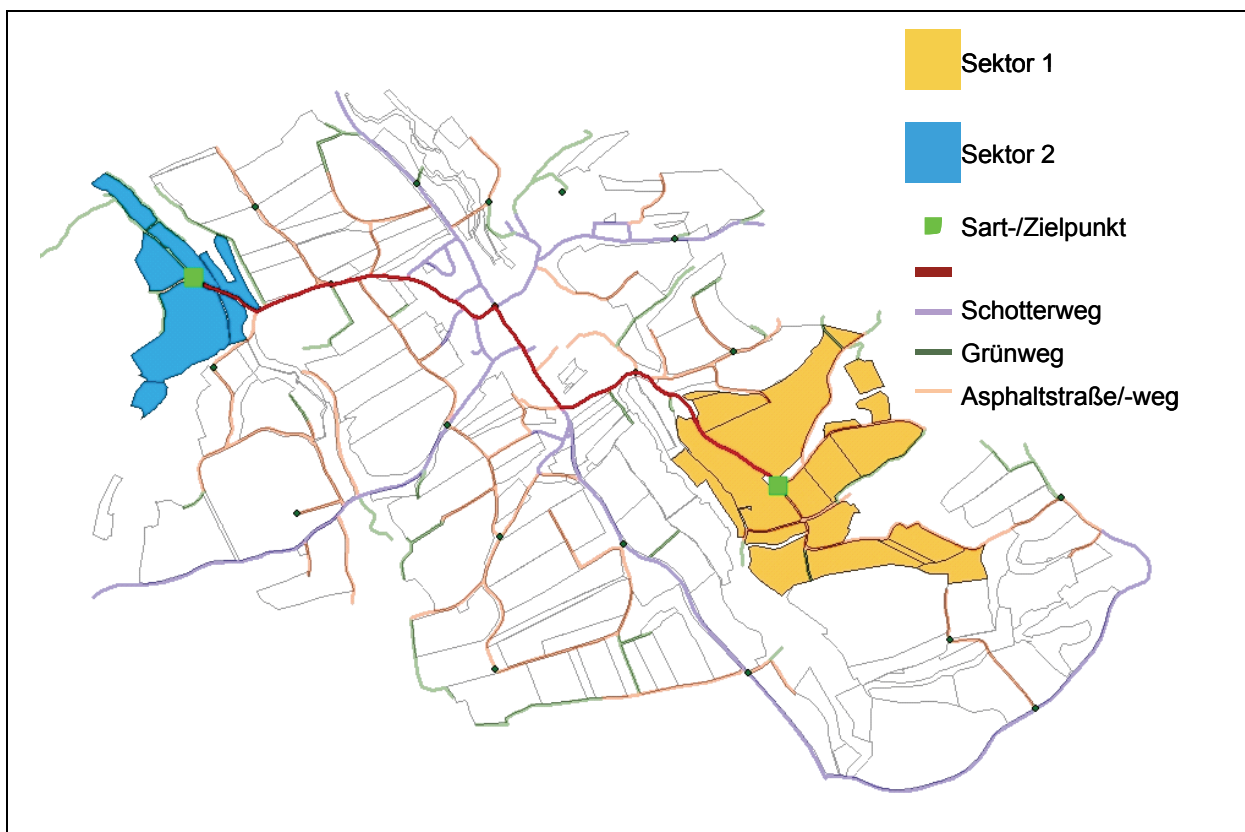 Sektor 1
Sektor 2
Sart-/Zielpunkt
Schotterweg
Grünweg
Asphaltstraße/-weg